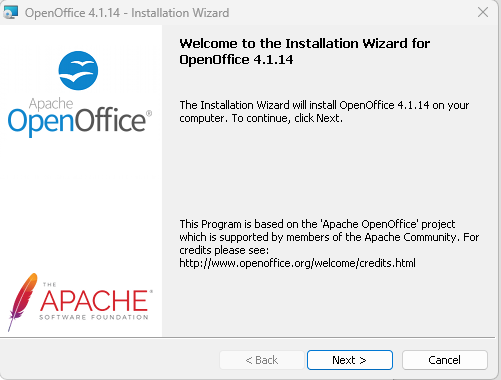 OpenOffice 4.1.14 - Installation Wizard
Welcome to the Installation Wizard for
OpenOffice 4.1.14
Apache
OpenOffice®
The Installation Wizard will install OpenOffice 4.1.14 on your
computer. To continue, click Next.
This Program is based on the 'Apache OpenOffice' project
which is supported by members of the Apache Community. For
credits please see:
http://www.openoffice.org/welcome/credits.html
THE
APACHE®
SOFTWARE FOUNDATION
< Back
Next >
Cancel